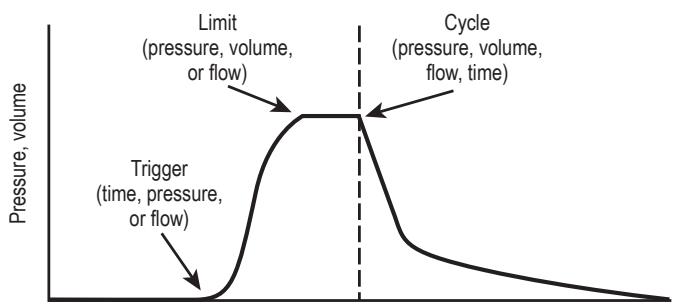 Limit
(pressure, volume,
or flow)
Cycle
(pressure, volume,
flow, time)
Trigger
(time, pressure,
or flow)
Pressure, volume